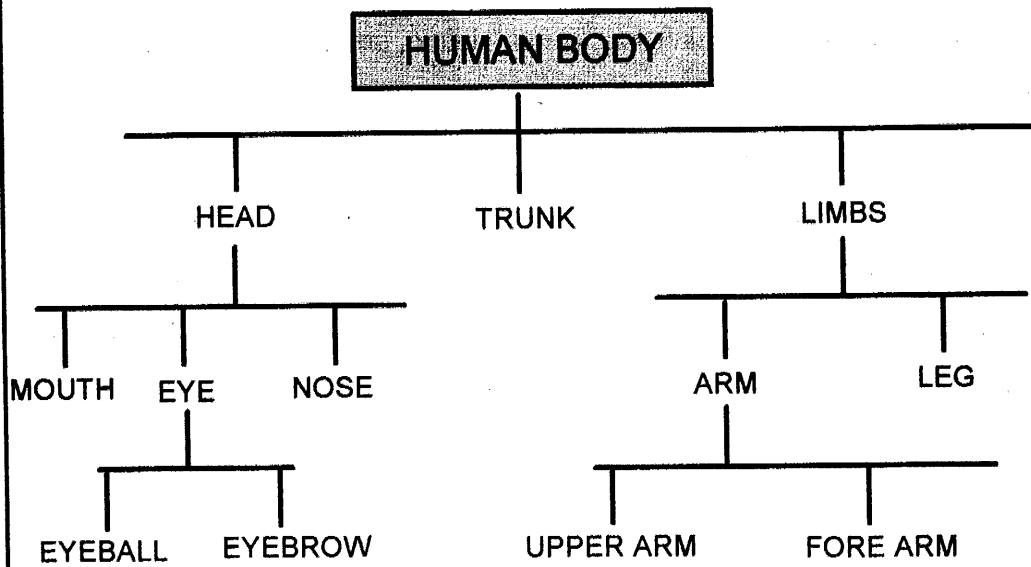 HUMAN BODY
HEAD TRUNK LIMBS
MOUTH EYE NOSE ARM LEG
EYEBALL EYEBROW UPPER ARM FORE ARM